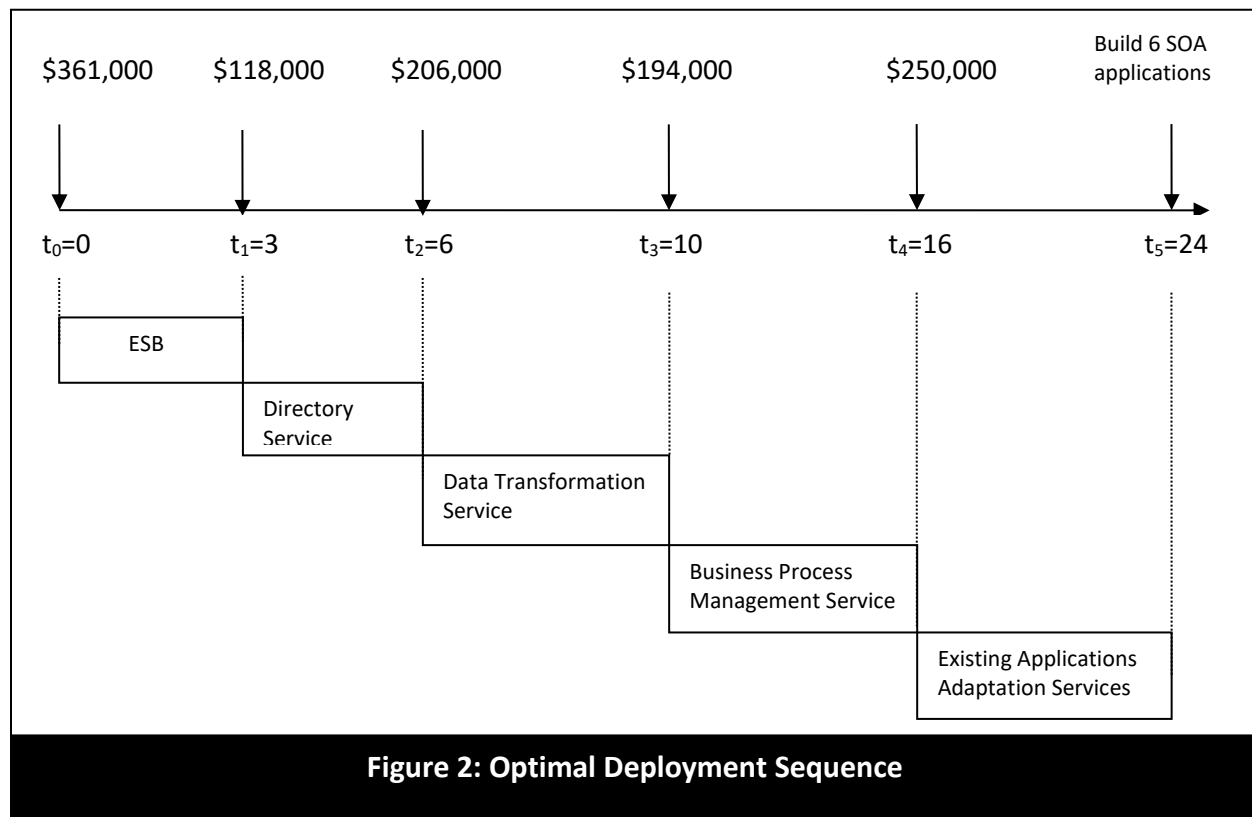 Build 6 SOA
applications
$361,000 $118,000 $206,000 $194,000 $250,000
t₀=0 t₁=3 t₂=6 t₃=10 t₄=16 t₅=24
ESB
Directory
Service
Data Transformation
Service
Business Process
Management Service
Existing Applications
Adaptation Services
Figure 2: Optimal Deployment Sequence